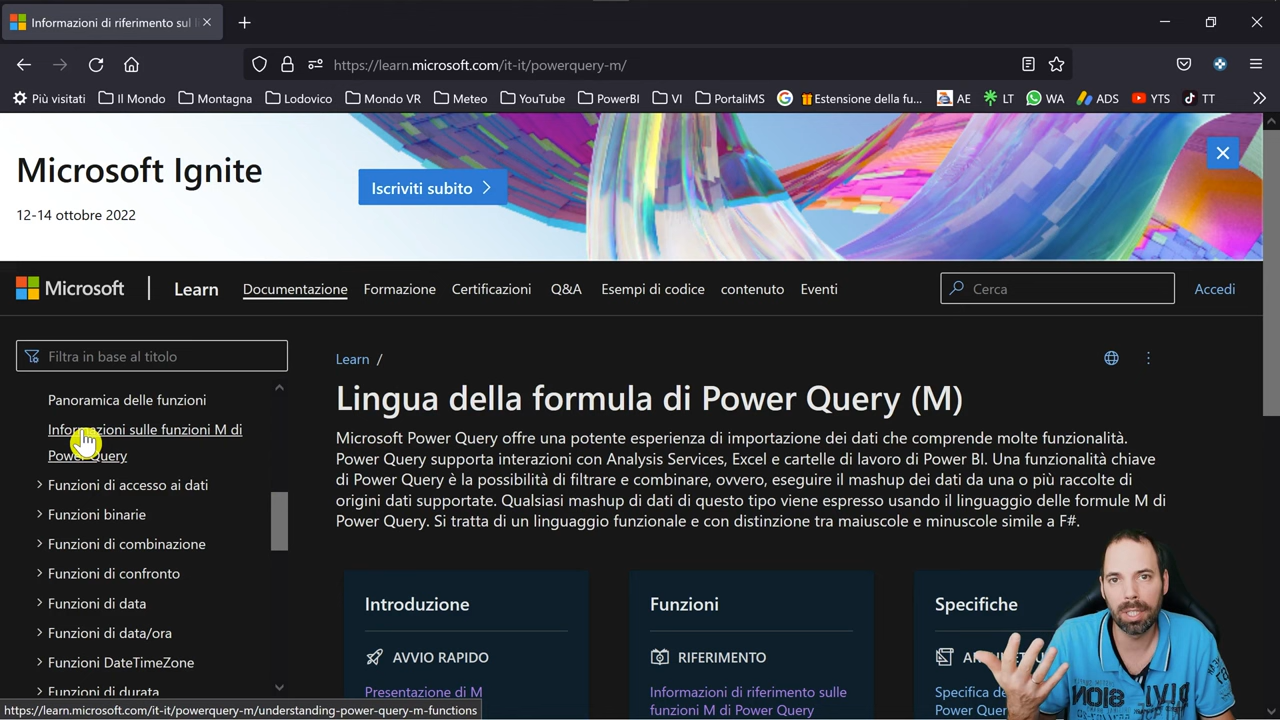 Informazioni di riferimento sul l
https://learn.microsoft.com/it-it/powerquery-m/
Più visitati
Il Mondo
Montagna
Lodovico
Mondo VR
Meteo
YouTube
PowerBI
VI
PortaliMS
Estensione della fu...
AE
LT
WA
ADS
YTS
TT
Microsoft Ignite
12-14 ottobre 2022
Iscriviti subito
Microsoft
Learn
Documentazione
Formazione
Certificazioni
Q&A
Esempi di codice
contenuto
Eventi
Cerca
Accedi
Filtra in base al titolo
Panoramica delle funzioni
Informazioni sulle funzioni M di
Power Query
Funzioni di accesso ai dati
Funzioni binarie
Funzioni di combinazione
Funzioni di confronto
Funzioni di data
Funzioni di data/ora
Funzioni DateTimeZone
Funzioni di durata
Learn /
Lingua della formula di Power Query (M)
Microsoft Power Query offre una potente esperienza di importazione dei dati che comprende molte funzionalità.
Power Query supporta interazioni con Analysis Services, Excel e cartelle di lavoro di Power BI. Una funzionalità chiave
di Power Query è la possibilità di filtrare e combinare, ovvero, eseguire il mashup dei dati da una o più raccolte di
origini dati supportate. Qualsiasi mashup di dati di questo tipo viene espresso usando il linguaggio delle formule M di
Power Query. Si tratta di un linguaggio funzionale e con distinzione tra maiuscole e minuscole simile a F#.
Introduzione
AVVIO RAPIDO
Presentazione di M
Funzioni
RIFERIMENTO
Informazioni di riferimento sulle
funzioni M di Power Query
Specifiche
Specifica de
Power Que
https://learn.microsoft.com/it-it/powerquery-m/understanding-power-query-m-functions